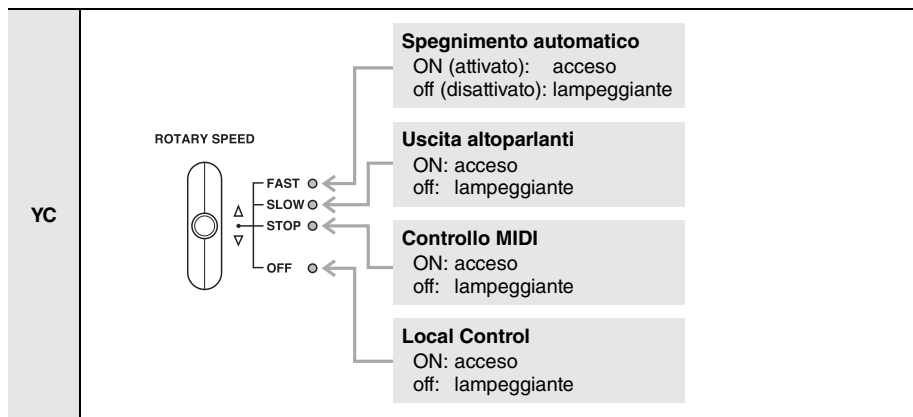 YC
ROTARY SPEED
FAST
SLOW
STOP
OFF
Spegnimento automatico
ON (attivato): acceso
off (disattivato): lampeggiante
Uscita altoparlanti
ON: acceso
off: lampeggiante
Controllo MIDI
ON: acceso
off: lampeggiante
Local Control
ON: acceso
off: lampeggiante